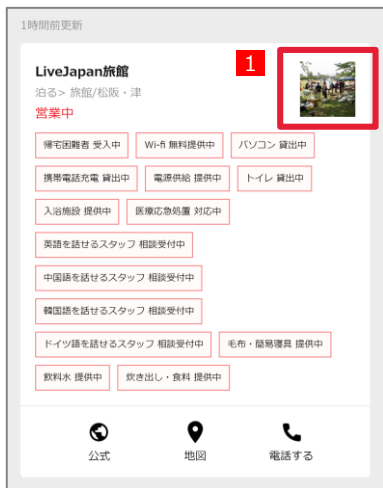 1時間前更新
LiveJapan旅館
1
泊る> 旅館/松阪・津
営業中
帰宅困難者 受入中 Wi-fi 無料提供中 パソコン 貸出中
携帯電話充電 貸出中 電源供給 提供中 トイレ 貸出中
入浴施設 提供中 医療応急処置 対応中
英語を話せるスタッフ 相談受付中
中国語を話せるスタッフ 相談受付中
韓国語を話せるスタッフ 相談受付中
ドイツ語を話せるスタッフ 相談受付中 毛布・簡易寝具 提供中
飲料水 提供中 炊き出し・食料 提供中
公式 地図 電話する